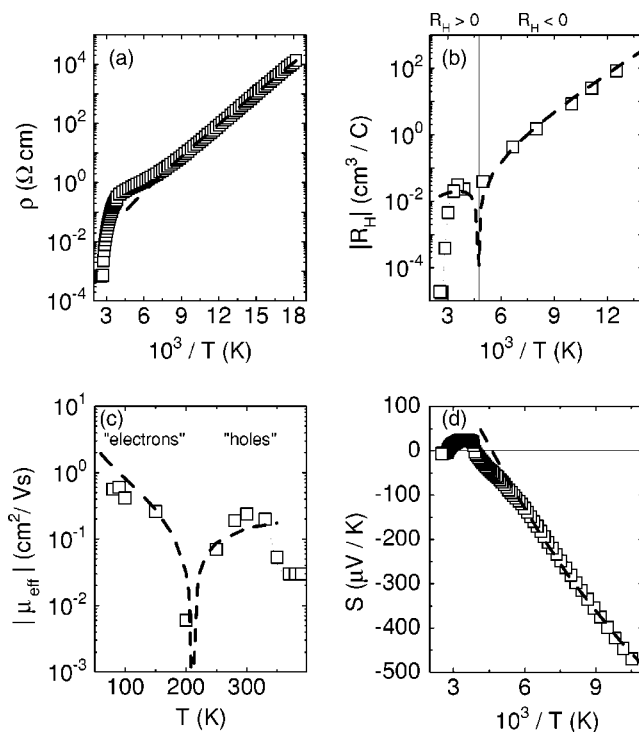 R_H > 0 R_H < 0
(a)
10^4
10^2
10^0
10^-2
10^-4
ρ (Ω cm)
3 6 9 12 15 18
10^3 / T (K)
(b)
10^2
10^0
10^-2
10^-4
|R_H| (cm^3 / C)
3 6 9 12
10^3 / T (K)
(c)
"electrons" "holes"
10^1
10^0
10^-1
10^-2
10^-3
| μ_eff | (cm^2/ Vs)
100 200 300
T (K)
(d)
100
0
-100
-200
-300
-400
-500
S (μV / K)
3 6 9
10^3 / T (K)